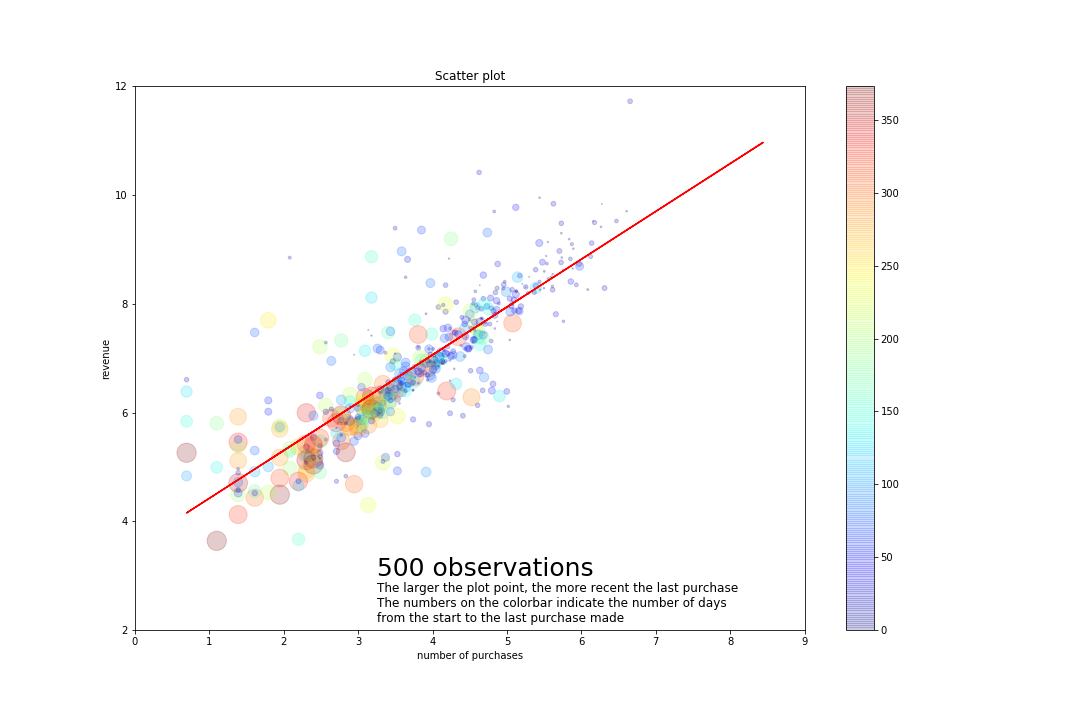 Scatter plot
12
10
8
6
4
2
revenue
0 1 2 3 4 5 6 7 8 9
number of purchases
500 observations
The larger the plot point, the more recent the last purchase
The numbers on the colorbar indicate the number of days
from the start to the last purchase made
350
300
250
200
150
100
50
0